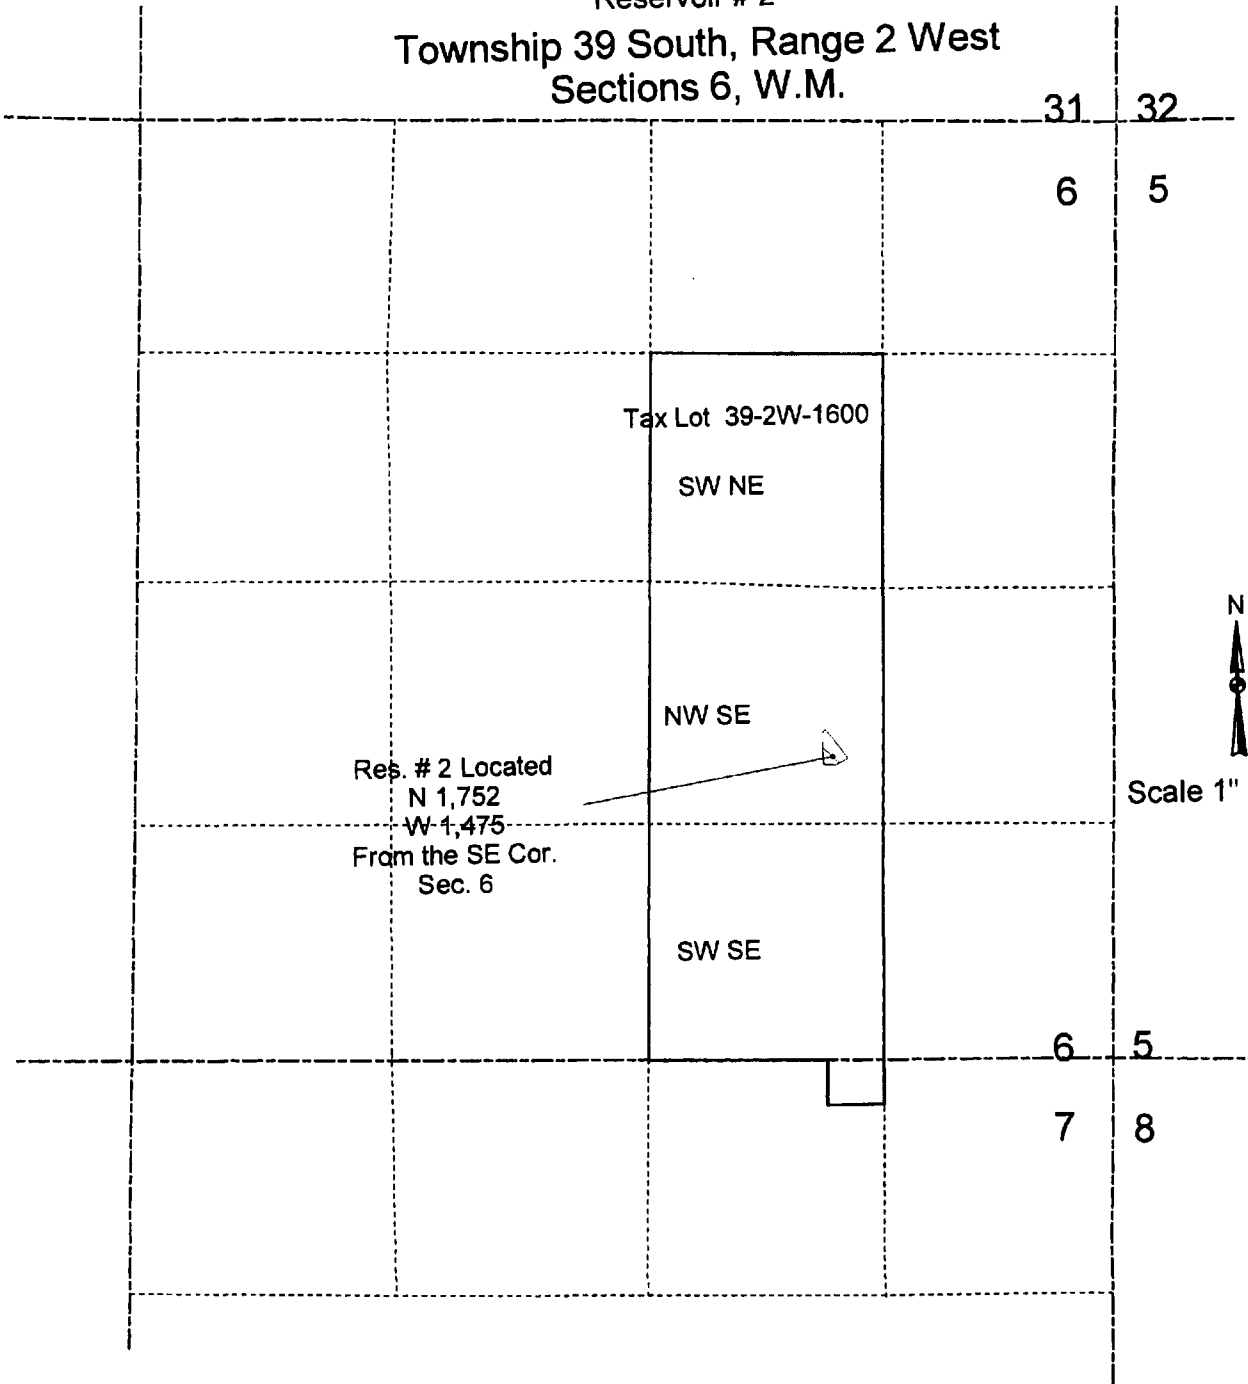 Reservoir # 2
Township 39 South, Range 2 West
Sections 6, W.M.
31 32
6 5
Tax Lot 39-2W-1600
SW NE
N
NW SE
Res. # 2 Located
N 1,752
W 1,475
From the SE Cor.
Sec. 6
Scale 1"
SW SE
6 5
7 8